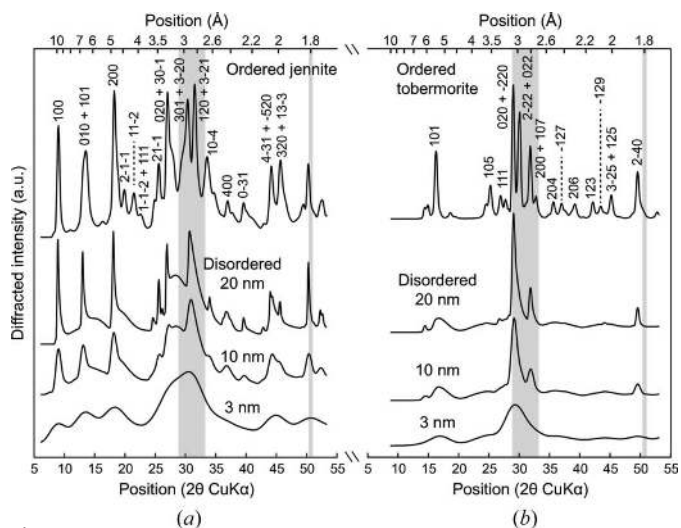 Position (Å)
10 7 6 5 4 3.5 3 2.6 2.2 2 1.8
Ordered jennite
100
010 + 101
200
2-1-1
11-2
1-1-2 + 111
21-1
020 + 30-1
301 + 3-20
120 + 3-21
10-4
400
0-31
4-31 + -520
320 + 13-3
Disordered
20 nm
10 nm
3 nm
Diffracted intensity (a.u.)
5 10 15 20 25 30 35 40 45 50 55
Position (2θ CuKα)
(a)
Position (Å)
10 7 6 5 4 3.5 3 2.6 2.2 2 1.8
Ordered
tobermorite
101
105
111
020 + -220
2-22 + 022
200 + 107
204
-127
206
123
-129
3-25 + 125
2-40
Disordered
20 nm
10 nm
3 nm
5 10 15 20 25 30 35 40 45 50 55
Position (2θ CuKα)
(b)